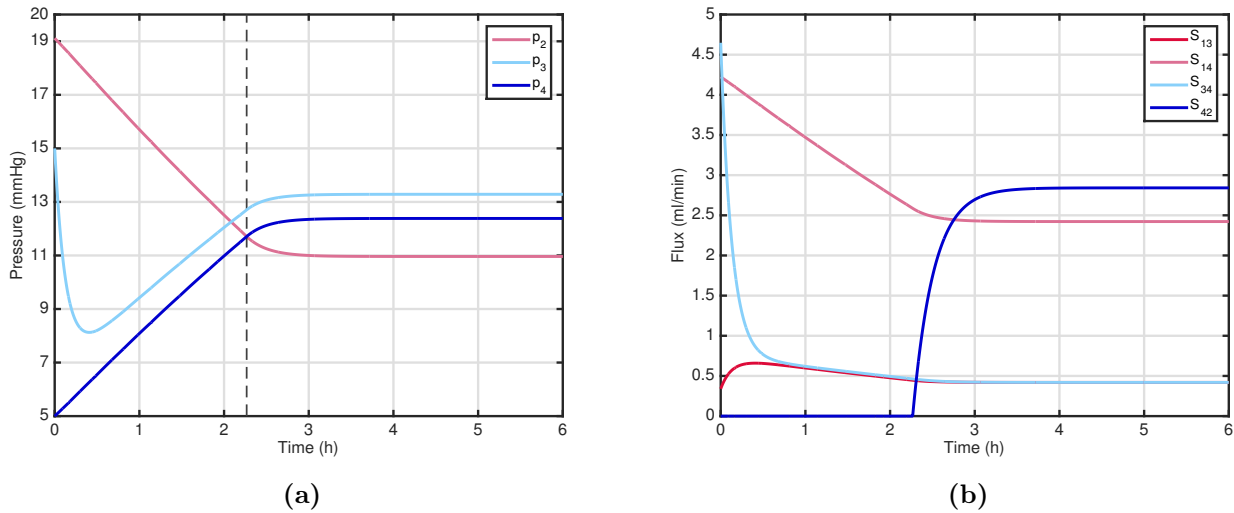 20
19
17
15
13
11
9
7
5
0 1 2 3 4 5 6
Time (h)
Pressure (mmHg)
p2
p3
p4
(a)
5
4.5
4
3.5
3
2.5
2
1.5
1
0.5
0
0 1 2 3 4 5 6
Time (h)
Flux (ml/min)
S13
S14
S34
S42
(b)